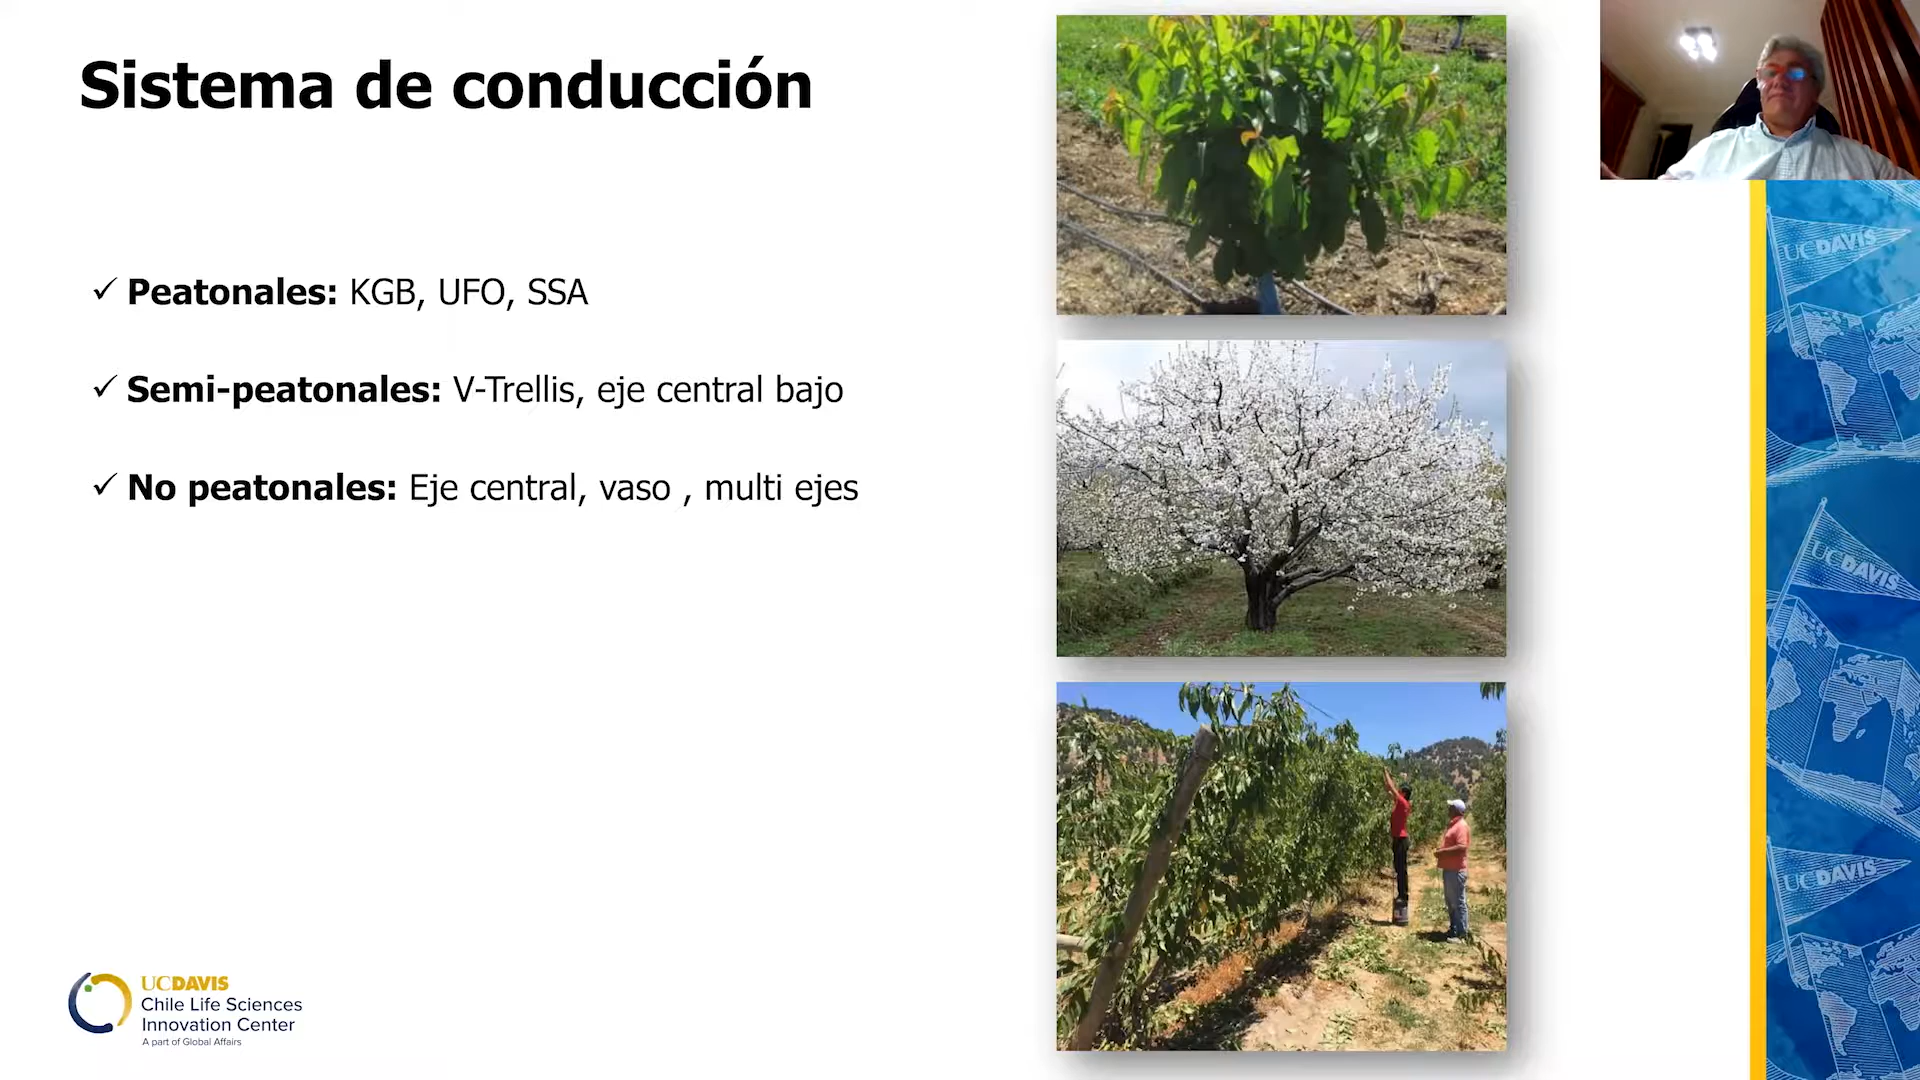 Sistema de conducción
✓ Peatonales: KGB, UFO, SSA
✓ Semi-peatonales: V-Trellis, eje central bajo
✓ No peatonales: Eje central, vaso , multi ejes
UCDAVIS
Chile Life Sciences
Innovation Center
A part of Global Affairs
UC DAVIS
UC DAVIS
UC DAVIS